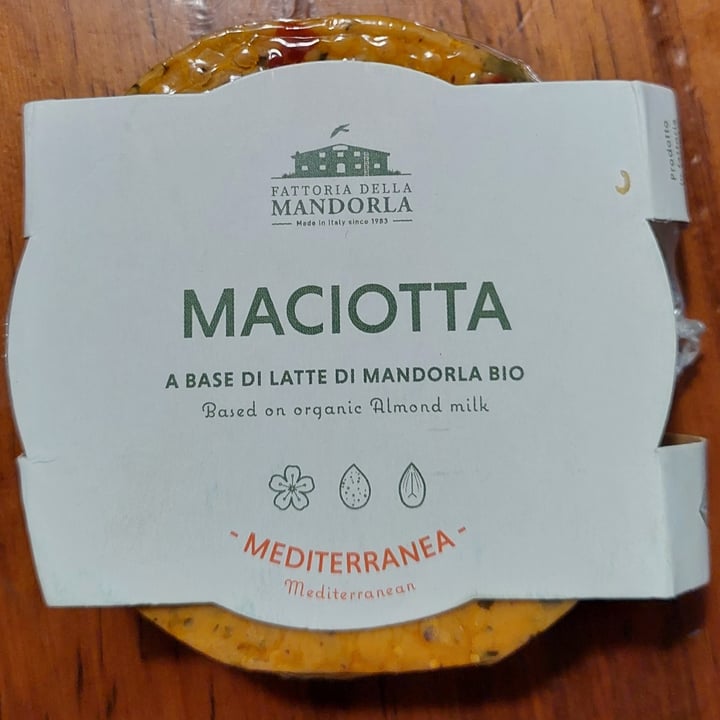 FATTORIA DELLA
MANDORLA
Made in Italy since 1983
MACIOTTA
A BASE DI LATTE DI MANDORLA BIO
Based on organic Almond milk
- MEDITERRANEA -
Mediterranean
Prodotto